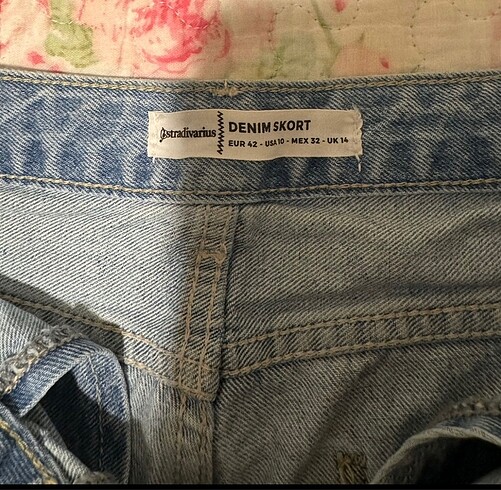 stradivarius
DENIM SKORT
EUR 42 - USA 10 - MEX 32 - UK 14